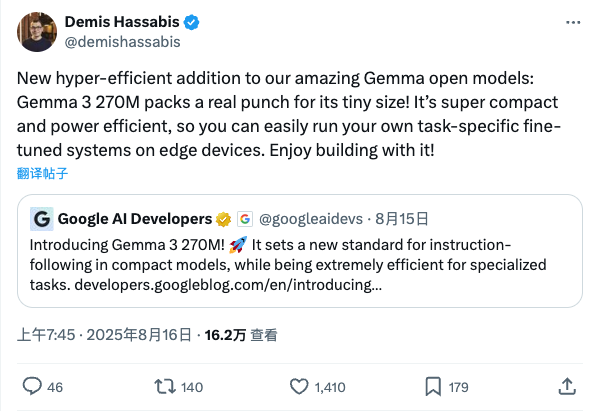 Demis Hassabis
@demishassabis
New hyper-efficient addition to our amazing Gemma open models:
Gemma 3 270M packs a real punch for its tiny size! It’s super compact
and power efficient, so you can easily run your own task-specific fine-
tuned systems on edge devices. Enjoy building with it!
翻译帖子
G Google AI Developers G @googleaidevs · 8月15日
Introducing Gemma 3 270M! 🚀 It sets a new standard for instruction-
following in compact models, while being extremely efficient for specialized
tasks. developers.googleblog.com/en/introducing...
上午7:45 · 2025年8月16日 · 16.2万 查看
46 140 1,410 179